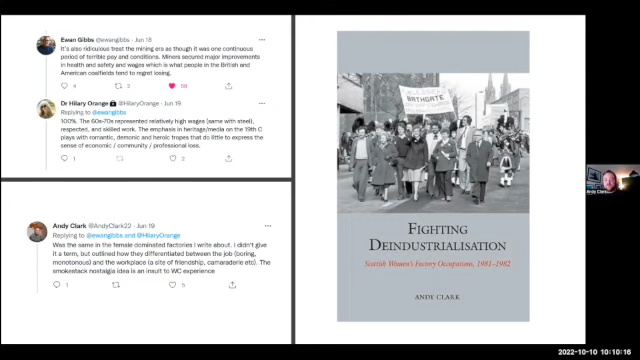 Ewan Gibbs @ewangibbs · Jun 18
It's also ridiculous treat the mining era as though it was one continuous
period of terrible pay and conditions. Miners secured major improvements
in health and safety and wages which is what people in the British and
American coalfields tend to regret losing.
4 3 58
Dr Hilary Orange @HilaryOrange · Jun 19
Replying to @ewangibbs
100%. The 60s-70s represented relatively high wages (same with steel),
respected, and skilled work. The emphasis in heritage/media on the 19th C
plays with romantic, demonic and heroic tropes that do little to express the
sense of economic / community / professional loss.
1 2
Andy Clark @AndyClark22 · Jun 19
Replying to @ewangibbs and @HilaryOrange
Was the same in the female dominated factories i write about. I didn't give
it a term, but outlined how they differentiated between the job (boring,
monotonous) and the workplace (a site of friendship, camaraderie etc). The
smokestack nostalgia idea is an insult to WC experience
1 5
BATHGATE
FIGHTING
DEINDUSTRIALISATION
Scottish Women's Factory Occupations, 1981–1982
ANDY CLARK
Andy Clark
2022-10-10 10:10:16